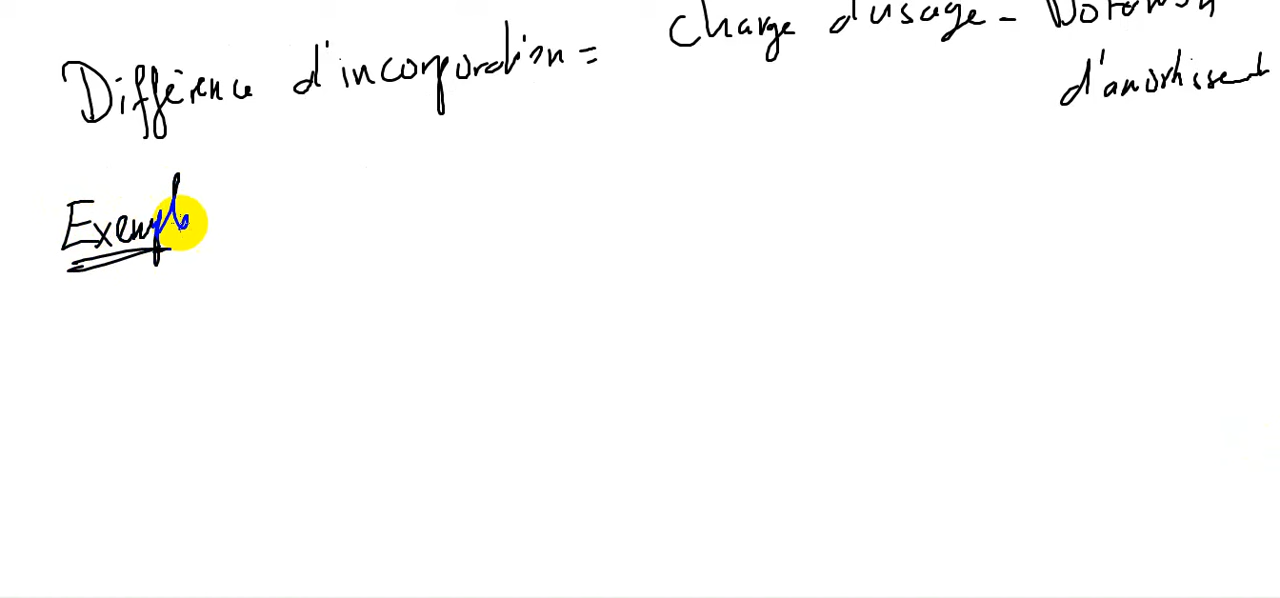 Différence d'incorporation = Charge d'usage - Dotation
d'amortissement
Exemple